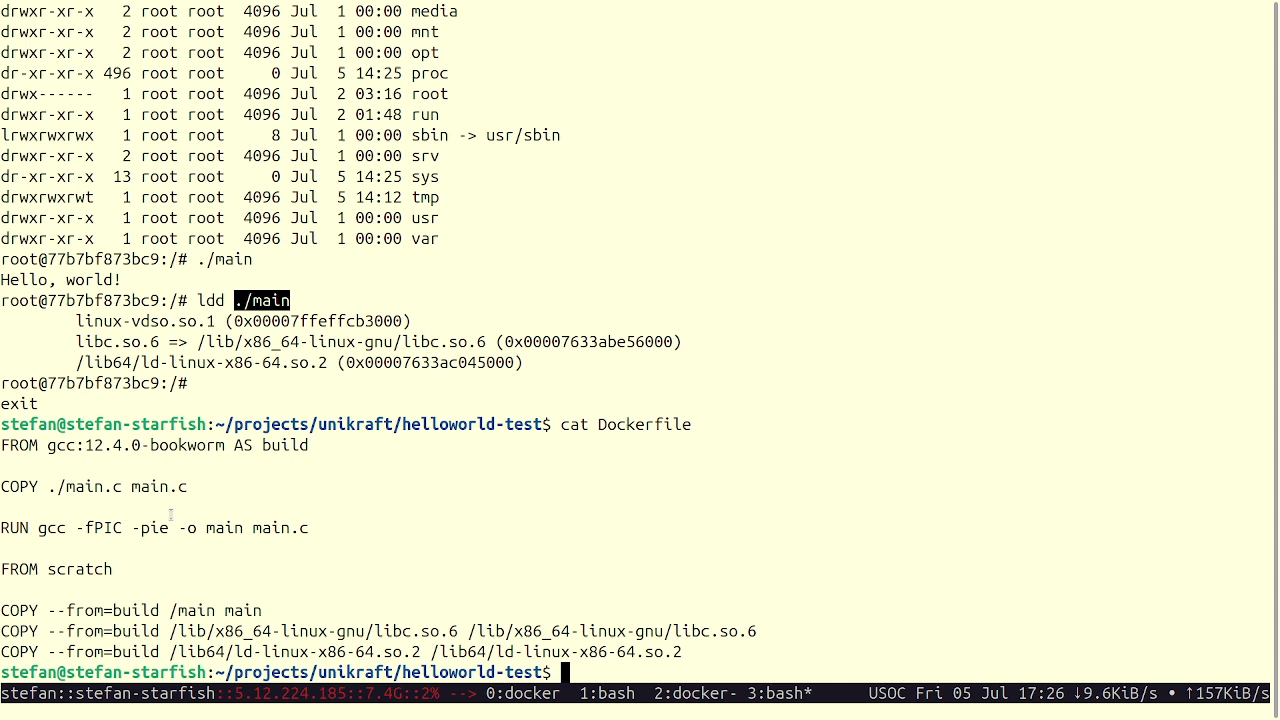 drwxr-xr-x   2 root root  4096 Jul  1 00:00 media
drwxr-xr-x   2 root root  4096 Jul  1 00:00 mnt
drwxr-xr-x   2 root root  4096 Jul  1 00:00 opt
dr-xr-xr-x 496 root root     0 Jul  5 14:25 proc
drwx------   1 root root  4096 Jul  2 03:16 root
drwxr-xr-x   1 root root  4096 Jul  2 01:48 run
lrwxrwxrwx   1 root root     8 Jul  1 00:00 sbin -> usr/sbin
drwxr-xr-x   2 root root  4096 Jul  1 00:00 srv
dr-xr-xr-x  13 root root     0 Jul  5 14:25 sys
drwxrwxrwt   1 root root  4096 Jul  5 14:12 tmp
drwxr-xr-x   1 root root  4096 Jul  1 00:00 usr
drwxr-xr-x   1 root root  4096 Jul  1 00:00 var
root@77b7bf873bc9:/# ./main
Hello, world!
root@77b7bf873bc9:/# ldd ./main
        linux-vdso.so.1 (0x00007ffeffcb3000)
        libc.so.6 => /lib/x86_64-linux-gnu/libc.so.6 (0x00007633abe56000)
        /lib64/ld-linux-x86-64.so.2 (0x00007633ac045000)
root@77b7bf873bc9:/#
exit
stefan@stefan-starfish:~/projects/unikraft/helloworld-test$ cat Dockerfile
FROM gcc:12.4.0-bookworm AS build
COPY ./main.c main.c
RUN gcc -fPIC -pie -o main main.c
FROM scratch
COPY --from=build /main main
COPY --from=build /lib/x86_64-linux-gnu/libc.so.6 /lib/x86_64-linux-gnu/libc.so.6
COPY --from=build /lib64/ld-linux-x86-64.so.2 /lib64/ld-linux-x86-64.so.2
stefan@stefan-starfish:~/projects/unikraft/helloworld-test$
stefan::stefan-starfish::5.12.224.185::7.4G::2% --> 0:docker  1:bash  2:docker- 3:bash*      USOC Fri 05 Jul 17:26 ↓9.6KiB/s • ↑157KiB/s